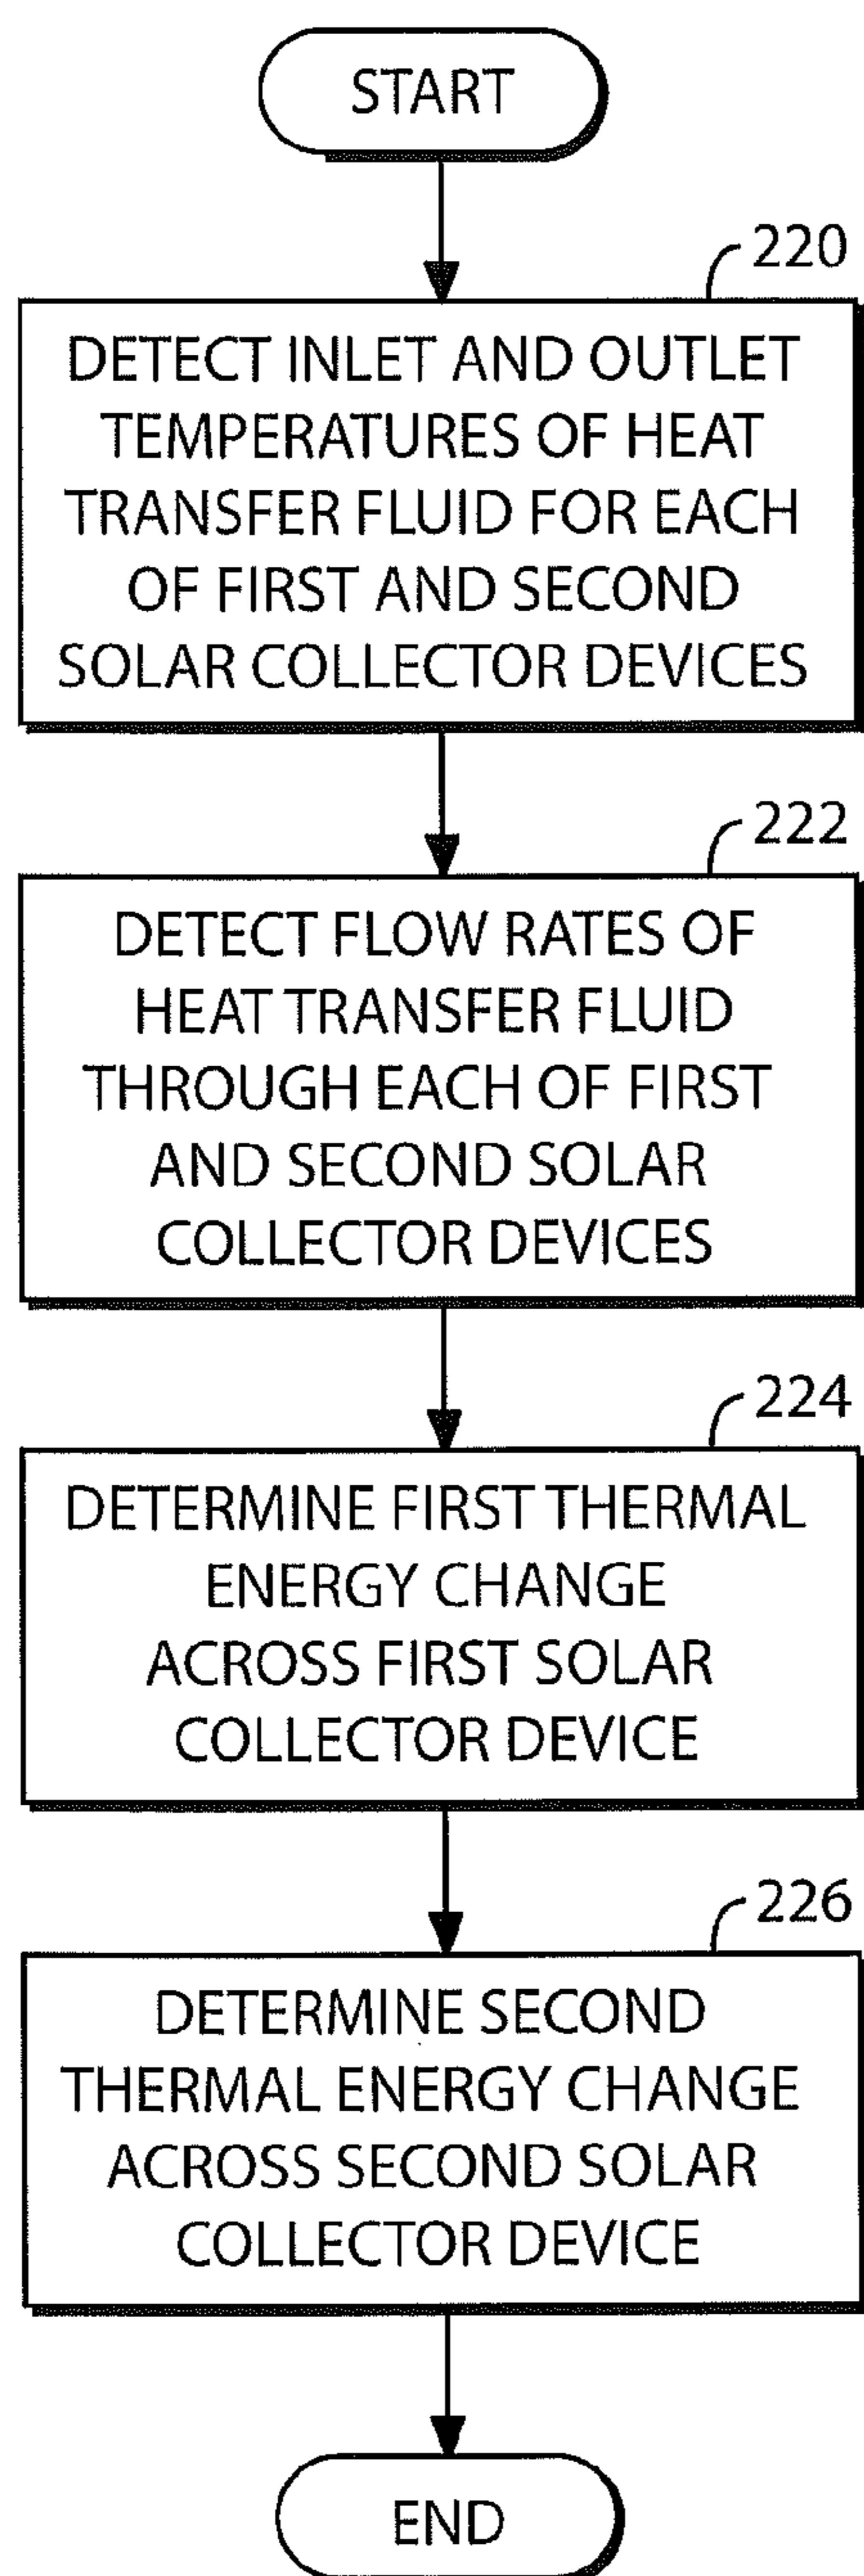 START
220
DETECT INLET AND OUTLET
TEMPERATURES OF HEAT
TRANSFER FLUID FOR EACH
OF FIRST AND SECOND
SOLAR COLLECTOR DEVICES
222
DETECT FLOW RATES OF
HEAT TRANSFER FLUID
THROUGH EACH OF FIRST
AND SECOND SOLAR
COLLECTOR DEVICES
224
DETERMINE FIRST THERMAL
ENERGY CHANGE
ACROSS FIRST SOLAR
COLLECTOR DEVICE
226
DETERMINE SECOND
THERMAL ENERGY CHANGE
ACROSS SECOND SOLAR
COLLECTOR DEVICE
END